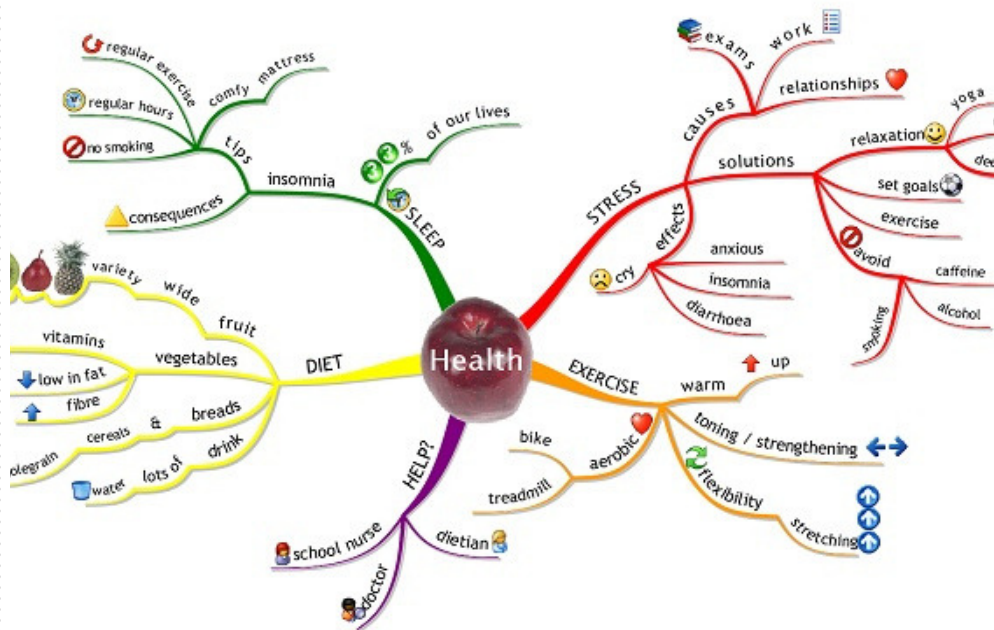 Health
STRESS
causes
exams
work
relationships
solutions
relaxation
yoga
set goals
exercise
avoid
caffeine
alcohol
smoking
effects
cry
anxious
insomnia
diarrhoea
EXERCISE
warm
up
toning / strengthening
flexibility
stretching
aerobic
bike
treadmill
HELP?
school nurse
doctor
dietian
DIET
fruit
wide
variety
vegetables
vitamins
low in fat
fibre
breads
&
cereals
olegrain
drink
lots of
water
SLEEP
3 3 %
of our lives
insomnia
tips
regular exercise
regular hours
no smoking
comfy
mattress
consequences